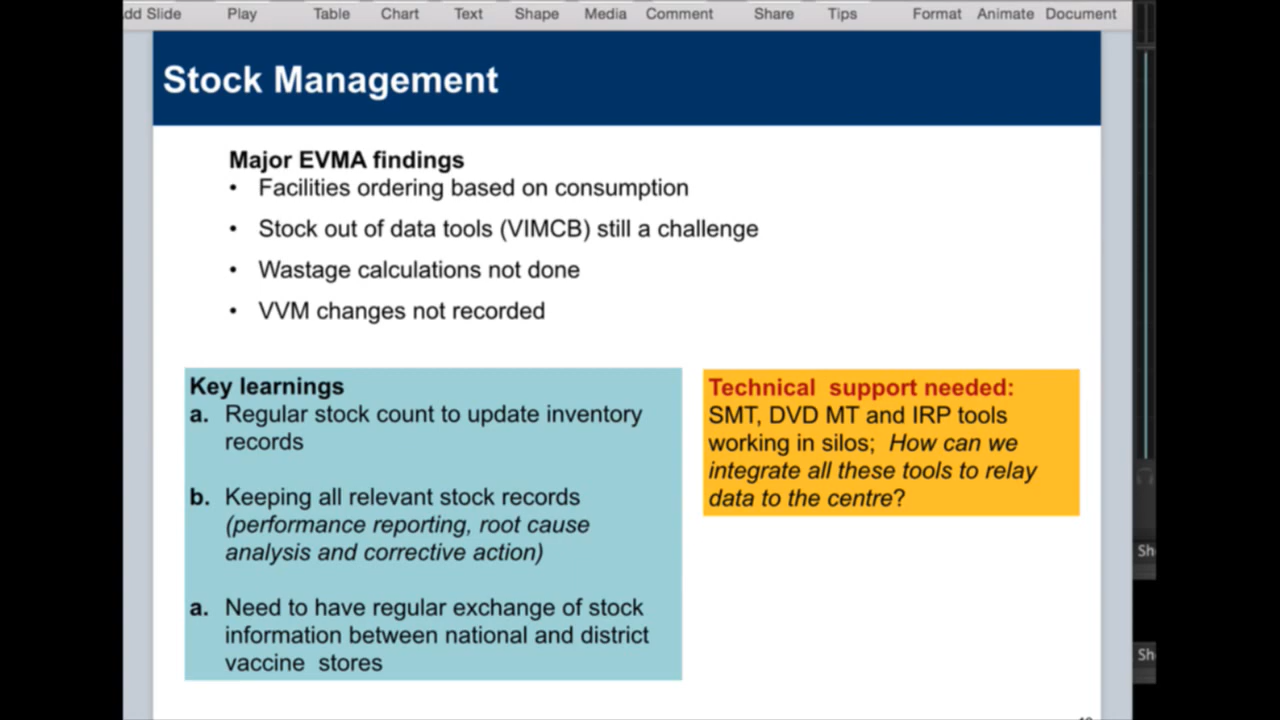 dd Slide Play Table Chart Text Shape Media Comment Share Tips Format Animate Document
Stock Management
Major EVMA findings
• Facilities ordering based on consumption
• Stock out of data tools (VIMCB) still a challenge
• Wastage calculations not done
• VVM changes not recorded
Key learnings
a. Regular stock count to update inventory
records
b. Keeping all relevant stock records
(performance reporting, root cause
analysis and corrective action)
a. Need to have regular exchange of stock
information between national and district
vaccine stores
Technical support needed:
SMT, DVD MT and IRP tools
working in silos; How can we
integrate all these tools to relay
data to the centre?
Sh
Sh